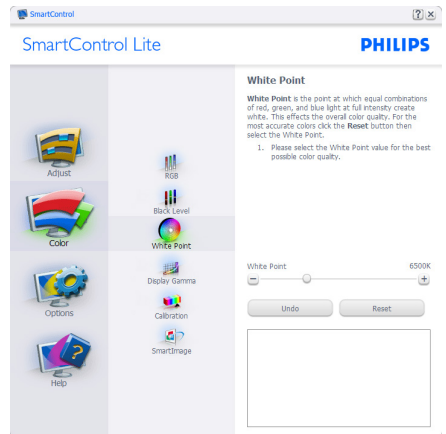 SmartControl
SmartControl Lite
PHILIPS
Adjust
Color
Options
Help
RGB
Black Level
White Point
Display Gamma
Calibration
SmartImage
White Point
White Point is the point at which equal combinations
of red, green, and blue light at full intensity create
white. This effects the overall color quality. For the
most accurate colors click the Reset button then
select the White Point.
1. Please select the White Point value for the best
possible color quality.
White Point 6500K
Undo Reset